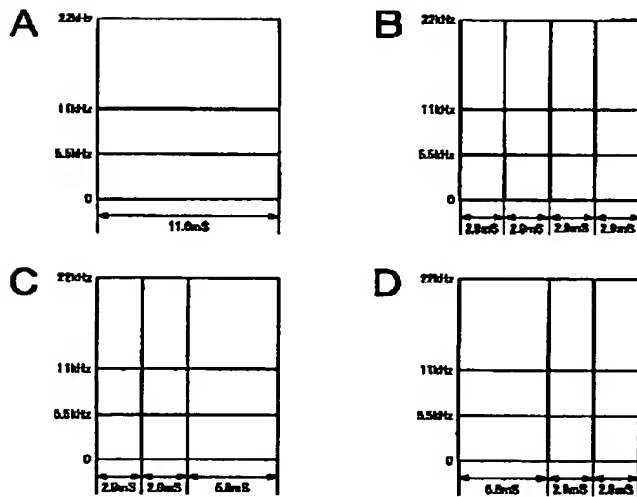 A
22kHz
11kHz
5.5kHz
0
11.6mS
B
22kHz
11kHz
5.5kHz
0
2.9mS 2.9mS 2.9mS 2.9mS
C
22kHz
11kHz
5.5kHz
0
2.9mS 2.9mS 5.8mS
D
22kHz
11kHz
5.5kHz
0
5.8mS 2.9mS 2.9mS